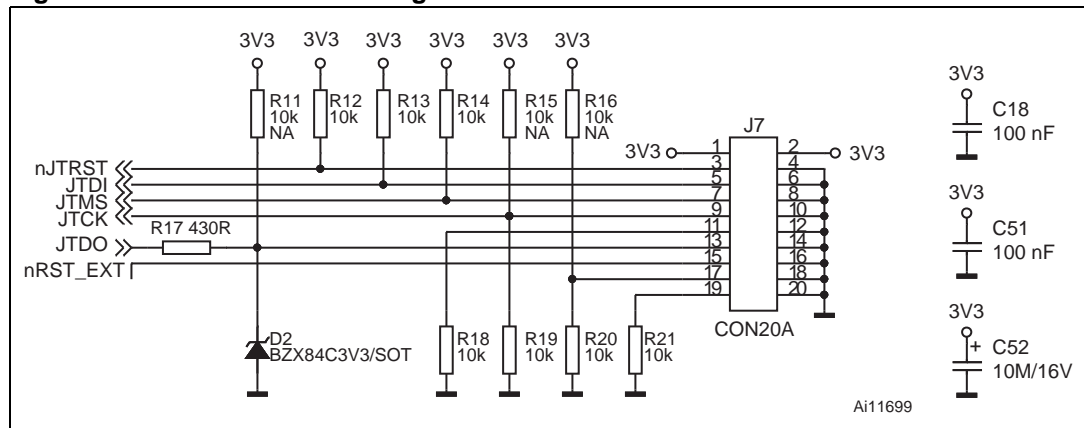 3V3 3V3 3V3 3V3 3V3 3V3
R11 10k NA
R12 10k
R13 10k
R14 10k
R15 10k NA
R16 10k NA
J7
3V3 1 2 3V3
nJTRST 3 4
JTDI 5 6
JTMS 7 8
JTCK 9 10
R17 430R 11 12
JTDO 13 14
nRST_EXT 15 16
17 18
19 20
CON20A
D2
BZX84C3V3/SOT
R18 10k
R19 10k
R20 10k
R21 10k
3V3
C18
100 nF
3V3
C51
100 nF
3V3
+ C52
10M/16V
Ai11699